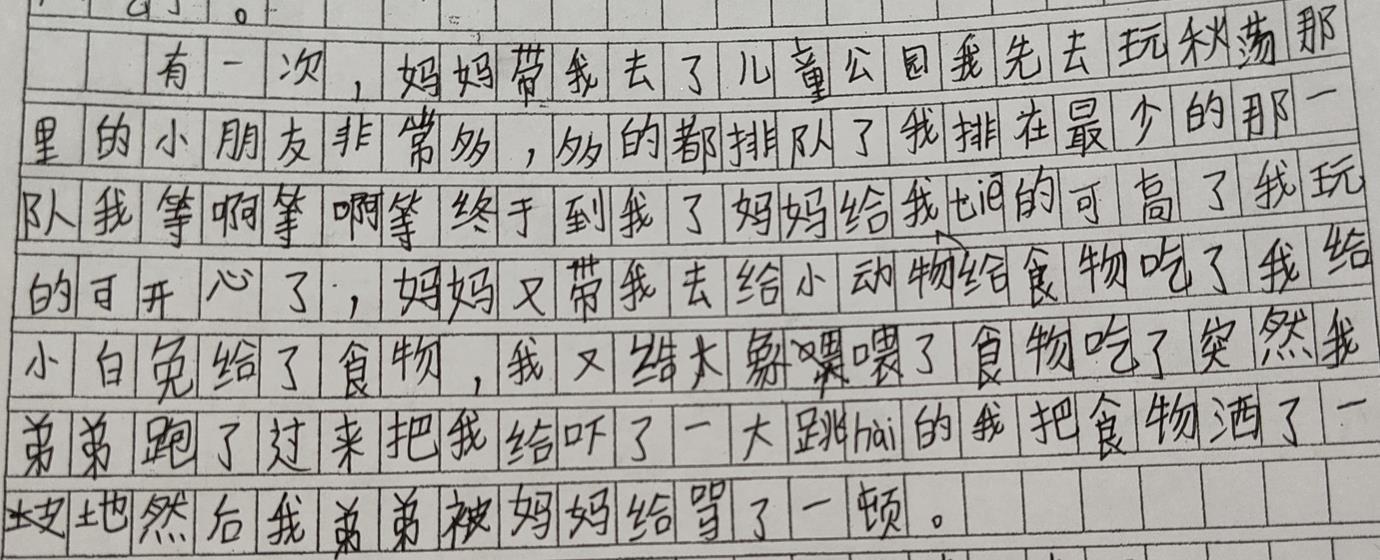 了。
有一次，妈妈带我去了儿童公园我先去玩秋荡那
里的小朋友非常多，多的都排队了我排在最少的那一
队我等啊等啊等终于到我了妈妈给我tié的可高了我玩
的可开心了，妈妈又带我去给小动物给食物吃了我给
小白兔给了食物，我又给大象喂了食物吃了突然我
弟弟跑了过来把我给吓了一大跳hài的我把食物洒了一
地然后我弟弟被妈妈给骂了一顿。